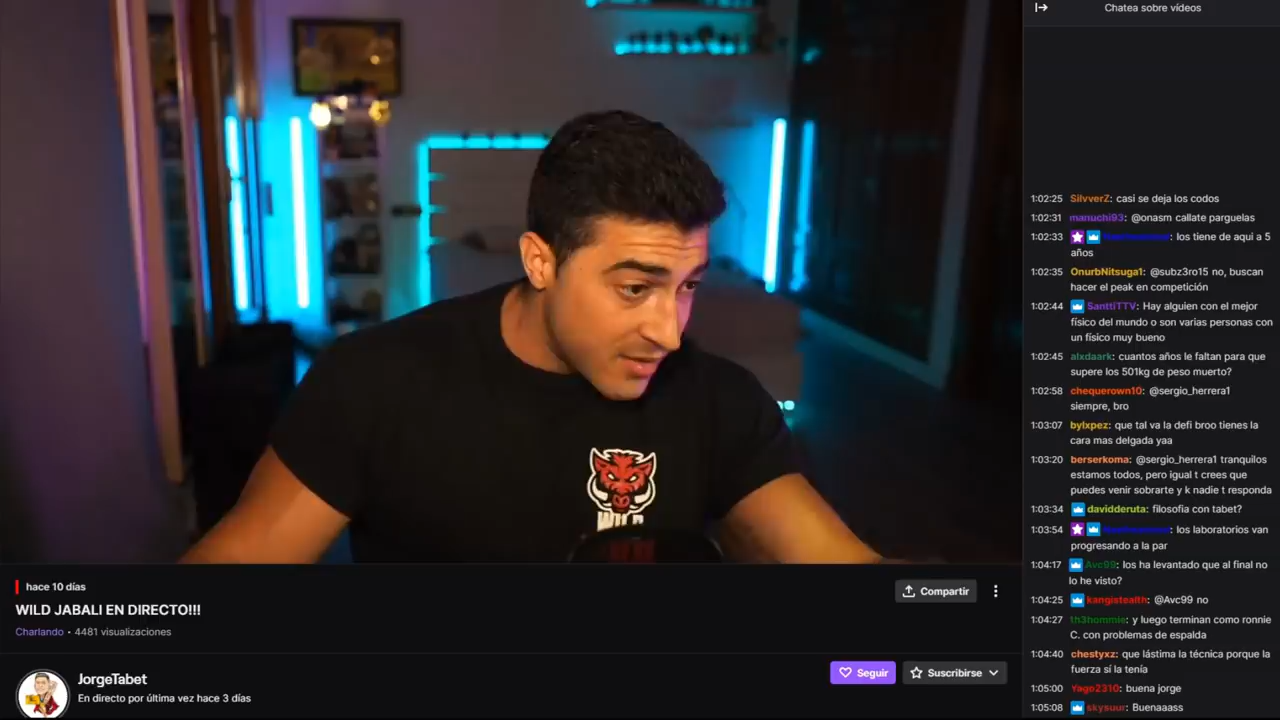 Chatea sobre vídeos
1:02:25 SilvverZ: casi se deja los codos
1:02:31 manuchi93: @onasm callate parguelas
1:02:33 : los tiene de aqui a 5
años
1:02:35 OnurbNitsuga1: @subz3ro15 no, buscan
hacer el peak en competición
1:02:44 SanttiTTV: Hay alguien con el mejor
físico del mundo o son varias personas con
un físico muy bueno
1:02:45 alxdaark: cuantos años le faltan para que
supere los 501kg de peso muerto?
1:02:58 chequerown10: @sergio_herrera1
siempre, bro
1:03:07 bylxpez: que tal va la defi broo tienes la
cara mas delgada yaa
1:03:20 berserkoma: @sergio_herrera1 tranquilos
estamos todos, pero igual t crees que
puedes venir sobrarte y k nadie t responda
1:03:34 davidderuta: filosofia con tabet?
1:03:54 : los laboratorios van
progresando a la par
1:04:17 Avc99: los ha levantado que al final no
lo he visto?
1:04:25 kangistealth: @Avc99 no
1:04:27 th3hommie: y luego terminan como ronnie
C. con problemas de espalda
1:04:40 chestyxz: que lástima la técnica porque la
fuerza sí la tenía
1:05:00 Yago2310: buena jorge
1:05:08 skysuur: Buenaaass
WILD
hace 10 días
Compartir
WILD JABALI EN DIRECTO!!!
Charlando • 4481 visualizaciones
JorgeTabet
En directo por última vez hace 3 días
Seguir
Suscribirse